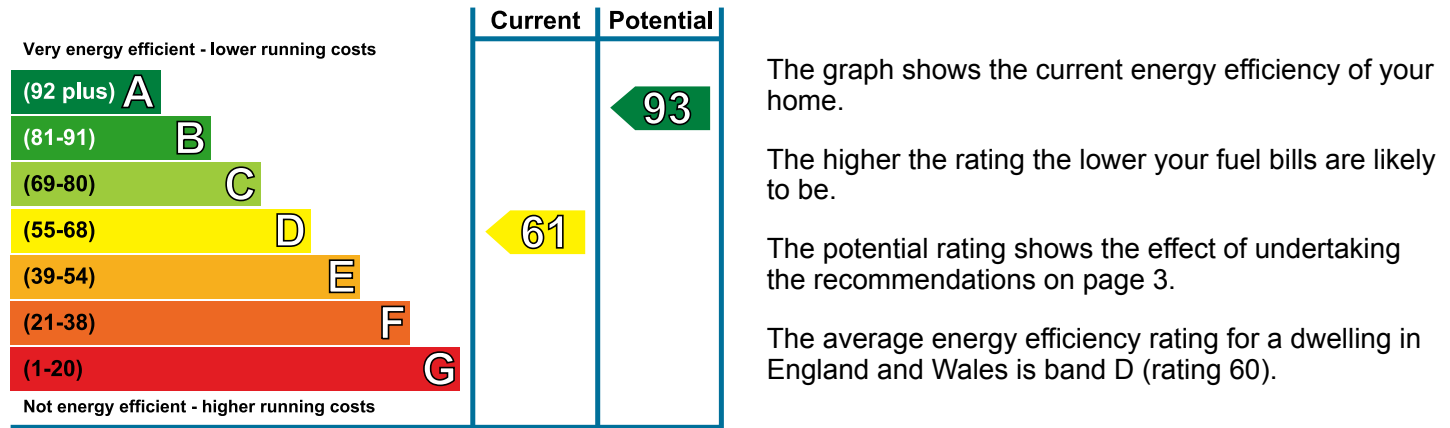 Current Potential
Very energy efficient - lower running costs
(92 plus) A
93
(81-91) B
(69-80) C
(55-68) D
61
(39-54) E
(21-38) F
(1-20) G
Not energy efficient - higher running costs
The graph shows the current energy efficiency of your
home.
The higher the rating the lower your fuel bills are likely
to be.
The potential rating shows the effect of undertaking
the recommendations on page 3.
The average energy efficiency rating for a dwelling in
England and Wales is band D (rating 60).